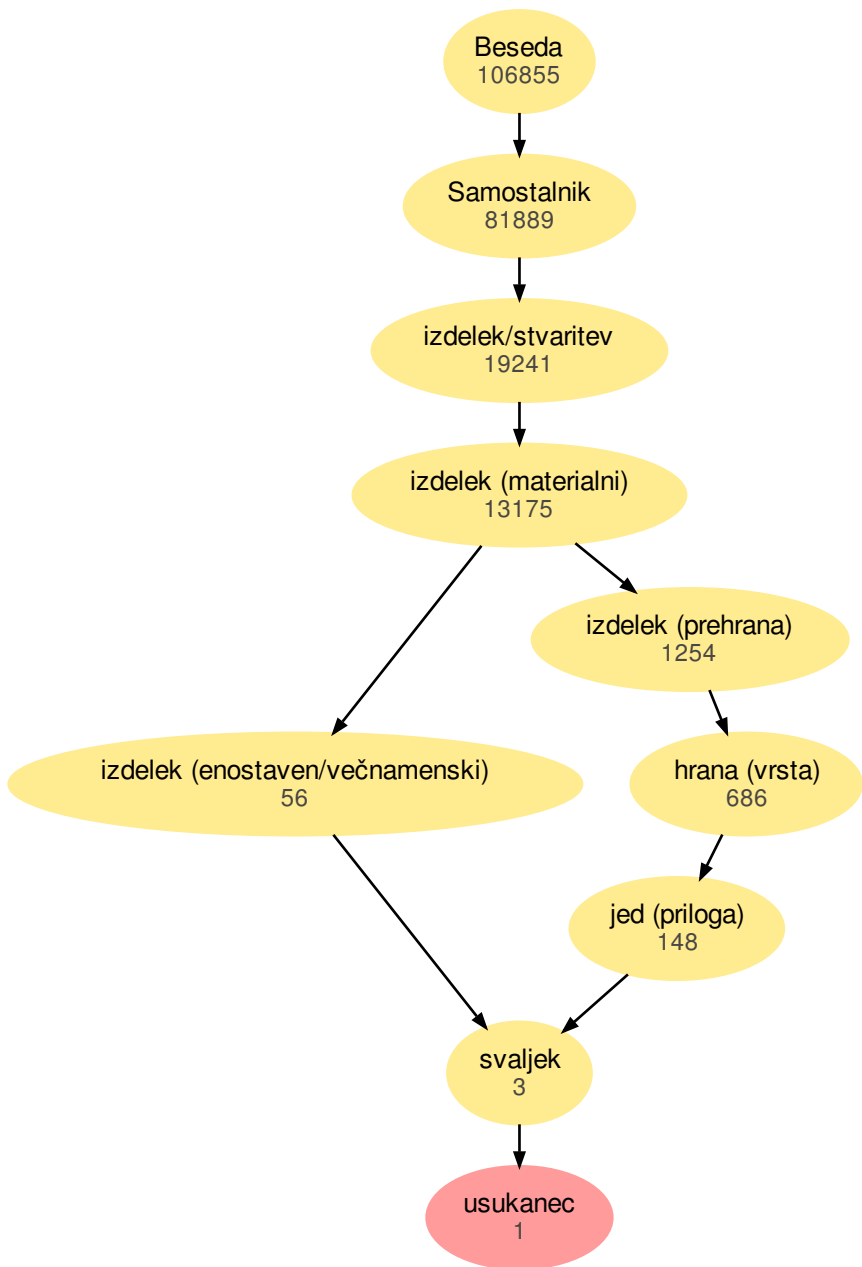 Beseda
106855
Samostalnik
81889
izdelek/stvaritev
19241
izdelek (materialni)
13175
izdelek (prehrana)
1254
izdelek (enostaven/večnamenski)
56
hrana (vrsta)
686
jed (priloga)
148
svaljek
3
usukanec
1